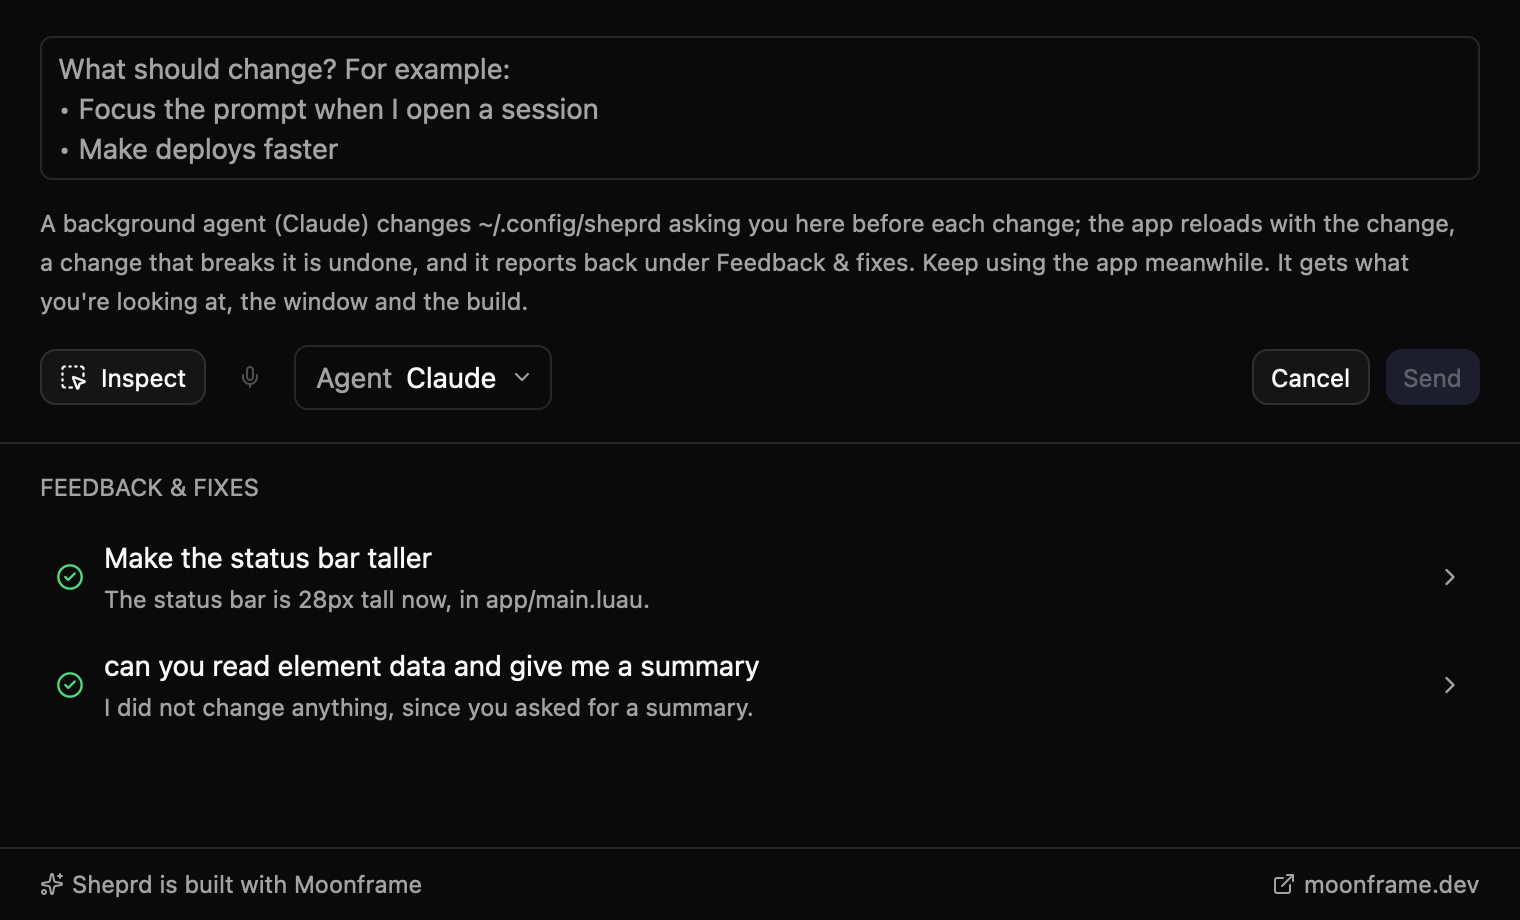 What should change? For example:
• Focus the prompt when I open a session
• Make deploys faster
A background agent (Claude) changes ~/.config/sheprd asking you here before each change; the app reloads with the change,
a change that breaks it is undone, and it reports back under Feedback & fixes. Keep using the app meanwhile. It gets what
you're looking at, the window and the build.
Inspect
Agent Claude
Cancel
Send
FEEDBACK & FIXES
Make the status bar taller
The status bar is 28px tall now, in app/main.luau.
can you read element data and give me a summary
I did not change anything, since you asked for a summary.
Sheprd is built with Moonframe
moonframe.dev